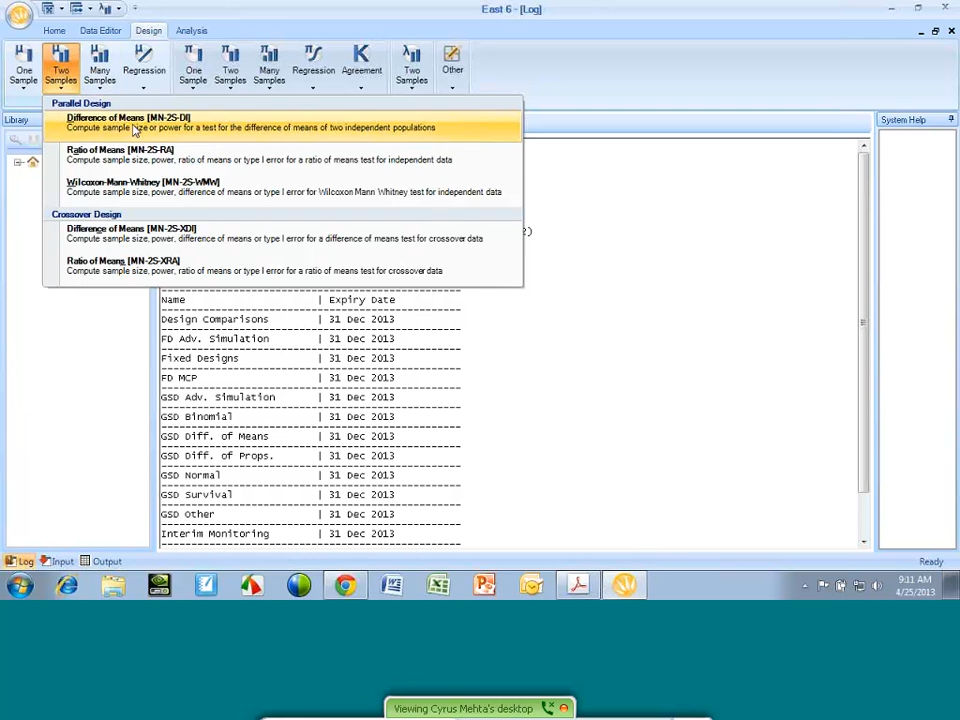 East 6 - [Log]
Home
Data Editor
Design
Analysis
One Sample
Two Samples
Many Samples
Regression
One Sample
Two Samples
Many Samples
Regression
Agreement
Two Samples
Other
Library
System Help
Parallel Design
Difference of Means [MN-2S-DI]
Compute sample size or power for a test for the difference of means of two independent populations
Ratio of Means [MN-2S-RA]
Compute sample size, power, ratio of means or type I error for a ratio of means test for independent data
Wilcoxon-Mann-Whitney [MN-2S-WMW]
Compute sample size, power, difference of means or type I error for Wilcoxon Mann Whitney test for independent data
Crossover Design
Difference of Means [MN-2S-XDI]
Compute sample size, power, difference of means or type I error for a difference of means test for crossover data
Ratio of Means [MN-2S-XRA]
Compute sample size, power, ratio of means or type I error for a ratio of means test for crossover data
2)
Name | Expiry Date
Design Comparisons | 31 Dec 2013
FD Adv. Simulation | 31 Dec 2013
Fixed Designs | 31 Dec 2013
FD MCP | 31 Dec 2013
GSD Adv. Simulation | 31 Dec 2013
GSD Binomial | 31 Dec 2013
GSD Diff. of Means | 31 Dec 2013
GSD Diff. of Props. | 31 Dec 2013
GSD Normal | 31 Dec 2013
GSD Survival | 31 Dec 2013
GSD Other | 31 Dec 2013
Interim Monitoring | 31 Dec 2013
Log
Input
Output
Ready
9:11 AM
4/25/2013
Viewing Cyrus Mehta's desktop